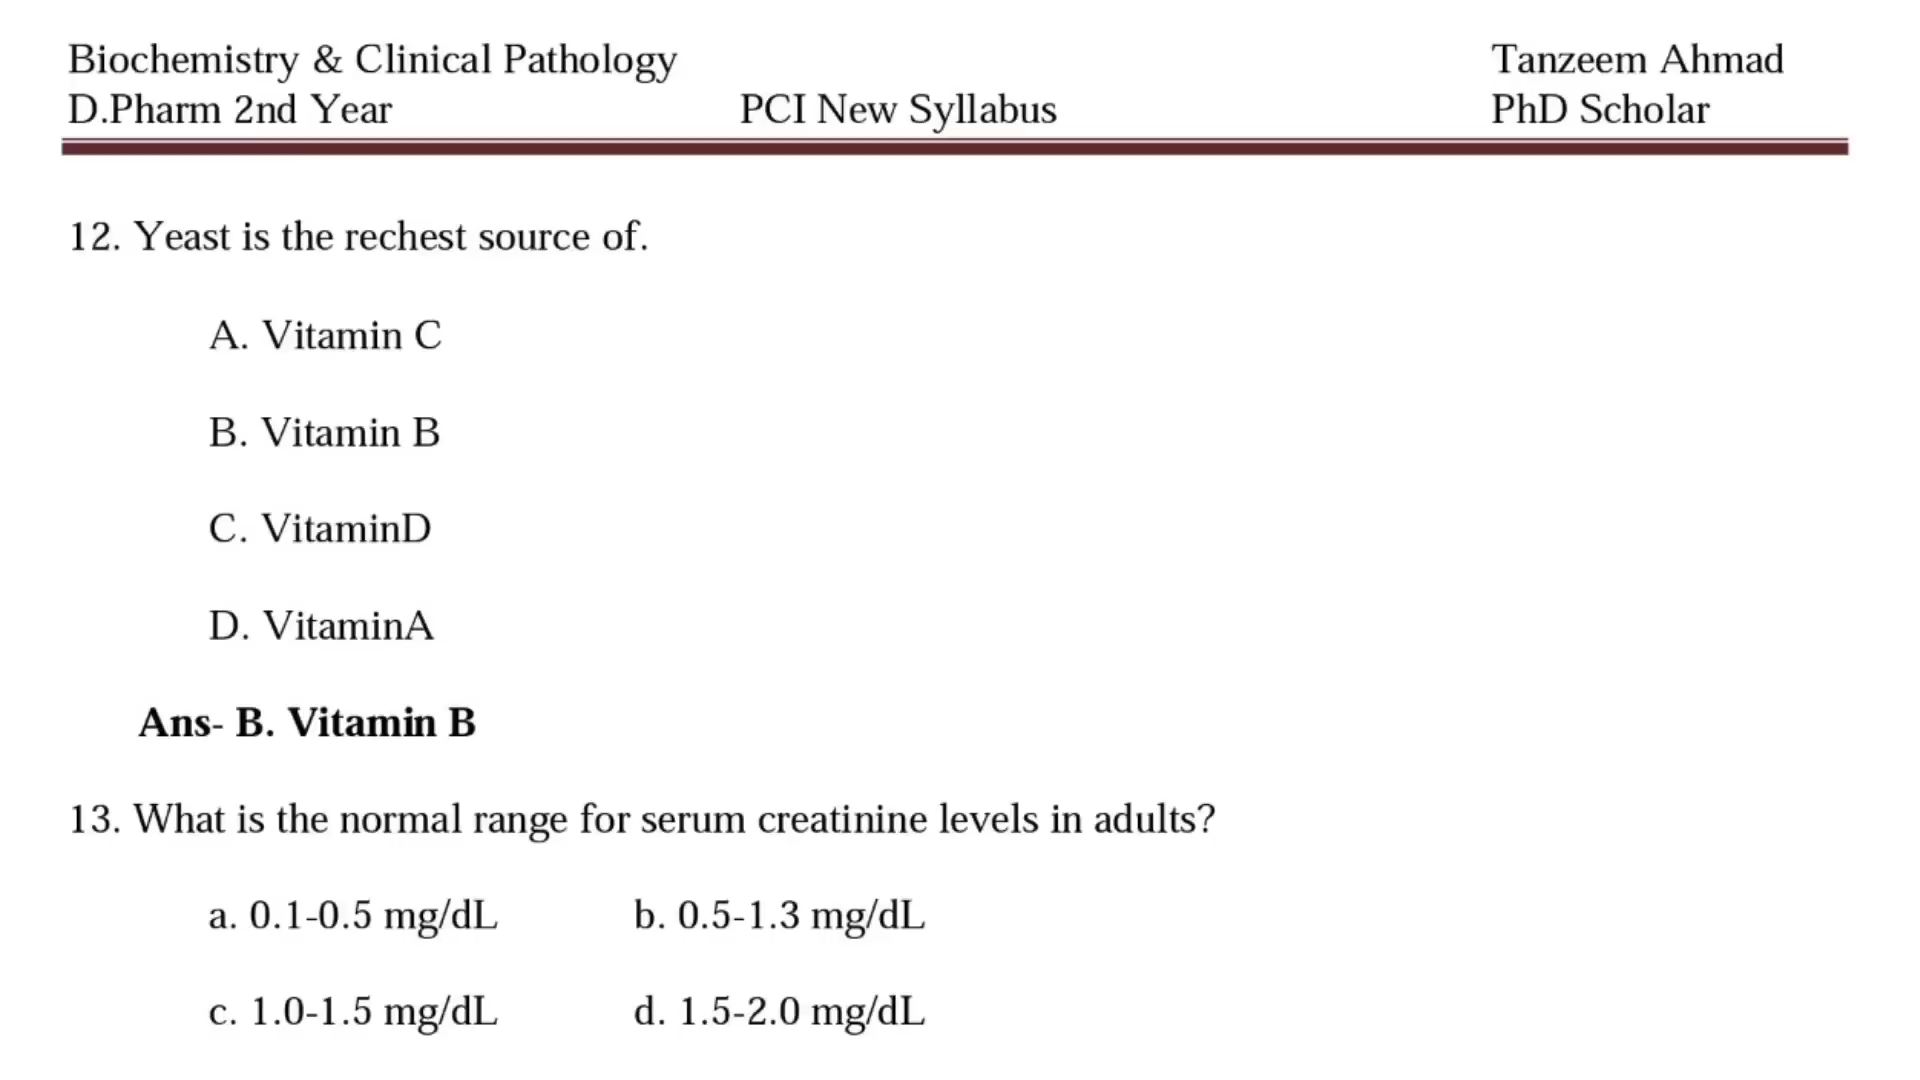 Biochemistry & Clinical Pathology Tanzeem Ahmad
D.Pharm 2nd Year PCI New Syllabus PhD Scholar
12. Yeast is the rechest source of.
A. Vitamin C
B. Vitamin B
C. VitaminD
D. VitaminA
Ans- B. Vitamin B
13. What is the normal range for serum creatinine levels in adults?
a. 0.1-0.5 mg/dL b. 0.5-1.3 mg/dL
c. 1.0-1.5 mg/dL d. 1.5-2.0 mg/dL